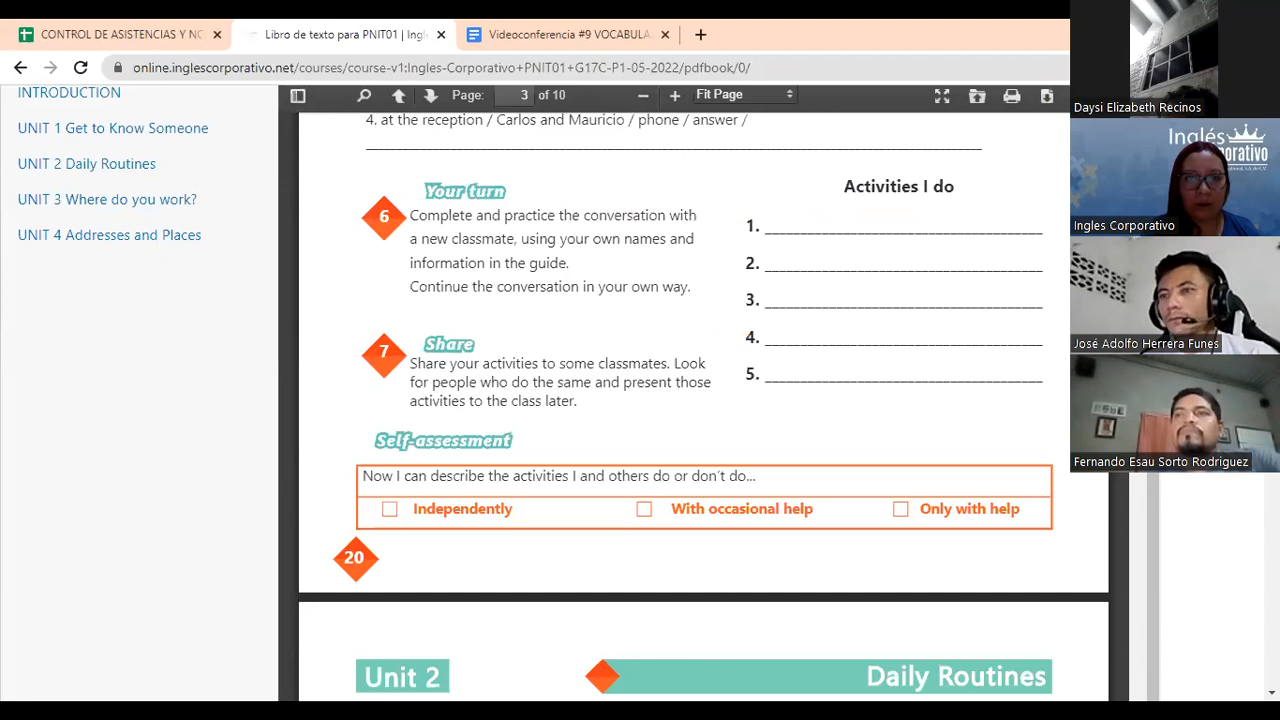 CONTROL DE ASISTENCIAS Y NO
Libro de texto para PNIT01 | Ingl
Videoconferencia #9 VOCABULA
online.inglescorporativo.net/courses/course-v1:Ingles-Corporativo+PNIT01+G17C-P1-05-2022/pdfbook/0/
INTRODUCTION
UNIT 1 Get to Know Someone
UNIT 2 Daily Routines
UNIT 3 Where do you work?
UNIT 4 Addresses and Places
Page: 3 of 10
Fit Page
4. at the reception / Carlos and Mauricio / phone / answer /
Your turn
6
Complete and practice the conversation with
a new classmate, using your own names and
information in the guide.
Continue the conversation in your own way.
7
Share
Share your activities to some classmates. Look
for people who do the same and present those
activities to the class later.
Activities I do
1.
2.
3.
4.
5.
Self-assessment
Now I can describe the activities I and others do or don´t do...
Independently
With occasional help
Only with help
20
Unit 2
Daily Routines
Daysi Elizabeth Recinos
Inglés
Ingles Corporativo
José Adolfo Herrera Funes
Fernando Esau Sorto Rodriguez